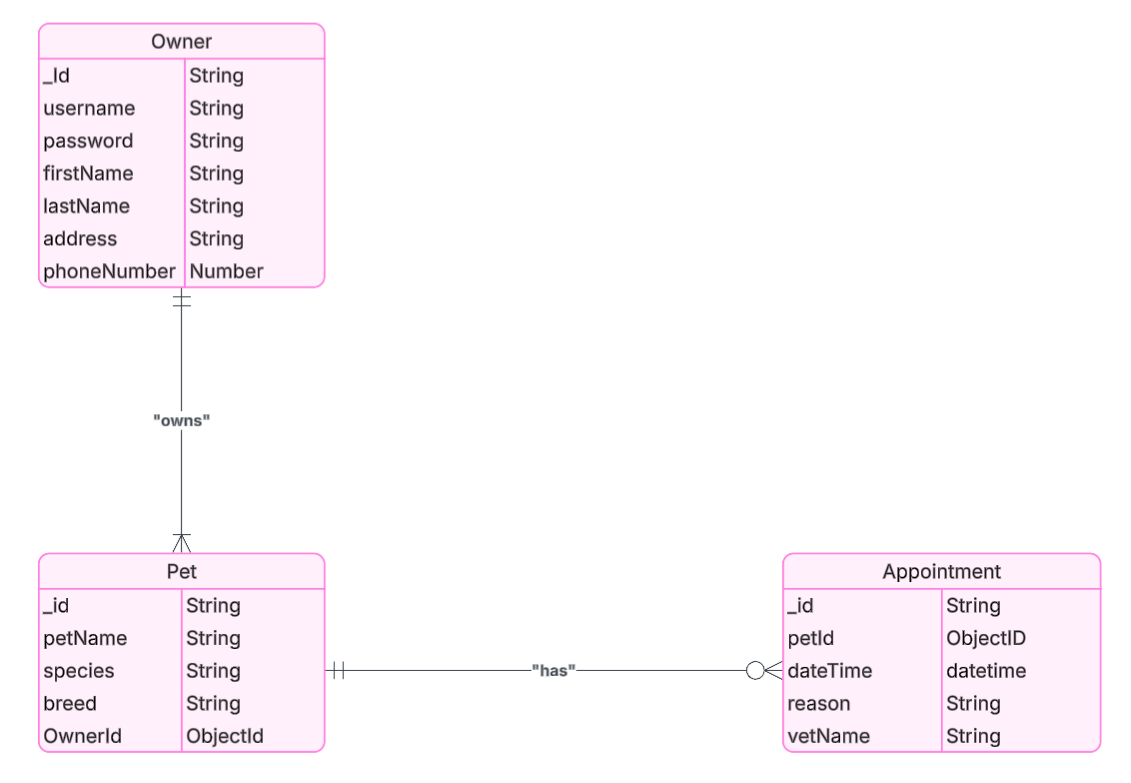 Owner
_Id String
username String
password String
firstName String
lastName String
address String
phoneNumber Number
"owns"
Pet
_id String
petName String
species String
breed String
OwnerId ObjectId
"has"
Appointment
_id String
petId ObjectID
dateTime datetime
reason String
vetName String